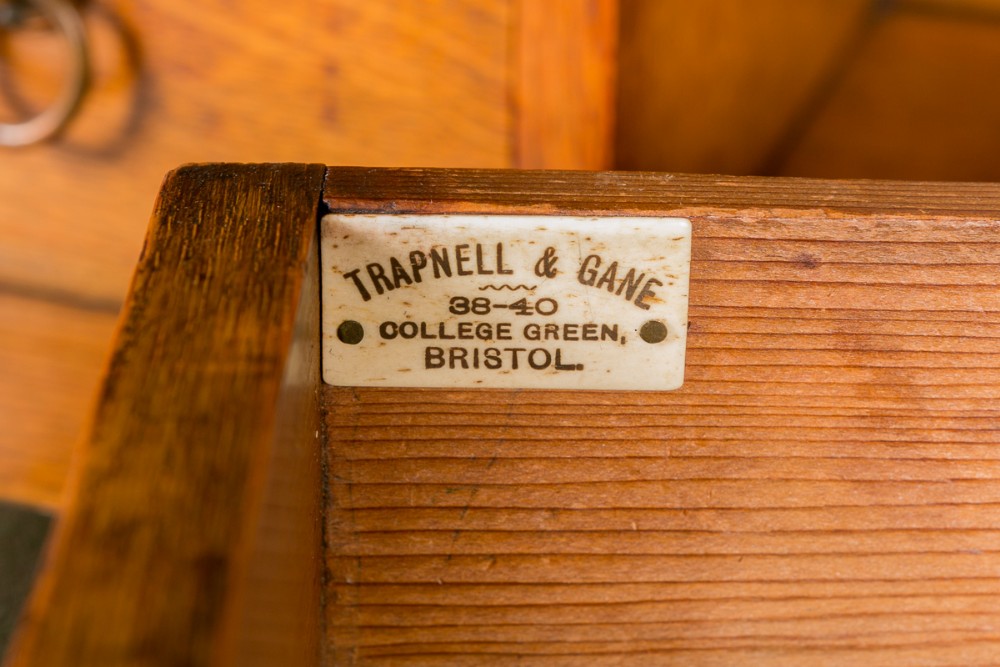 TRAPNELL & GANE
38-40
COLLEGE GREEN,
BRISTOL.